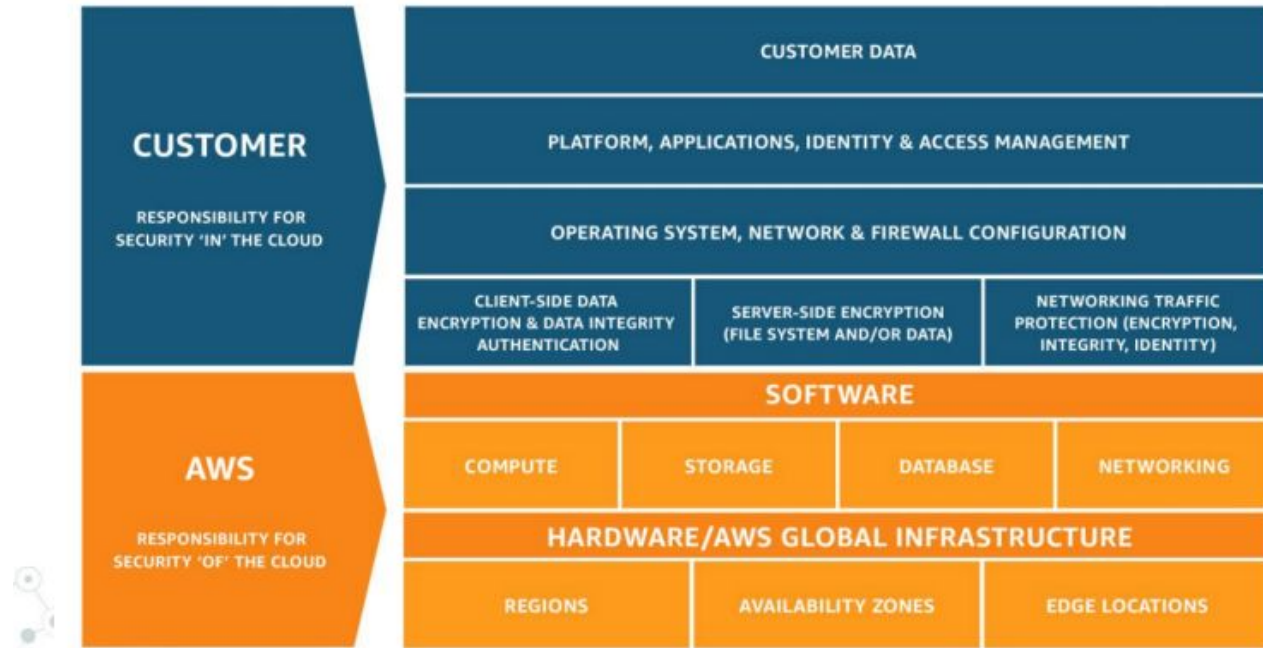 CUSTOMER
RESPONSIBILITY FOR
SECURITY ‘IN’ THE CLOUD
CUSTOMER DATA
PLATFORM, APPLICATIONS, IDENTITY & ACCESS MANAGEMENT
OPERATING SYSTEM, NETWORK & FIREWALL CONFIGURATION
CLIENT-SIDE DATA
ENCRYPTION & DATA INTEGRITY
AUTHENTICATION
SERVER-SIDE ENCRYPTION
(FILE SYSTEM AND/OR DATA)
NETWORKING TRAFFIC
PROTECTION (ENCRYPTION,
INTEGRITY, IDENTITY)
AWS
RESPONSIBILITY FOR
SECURITY ‘OF’ THE CLOUD
SOFTWARE
COMPUTE
STORAGE
DATABASE
NETWORKING
HARDWARE/AWS GLOBAL INFRASTRUCTURE
REGIONS
AVAILABILITY ZONES
EDGE LOCATIONS